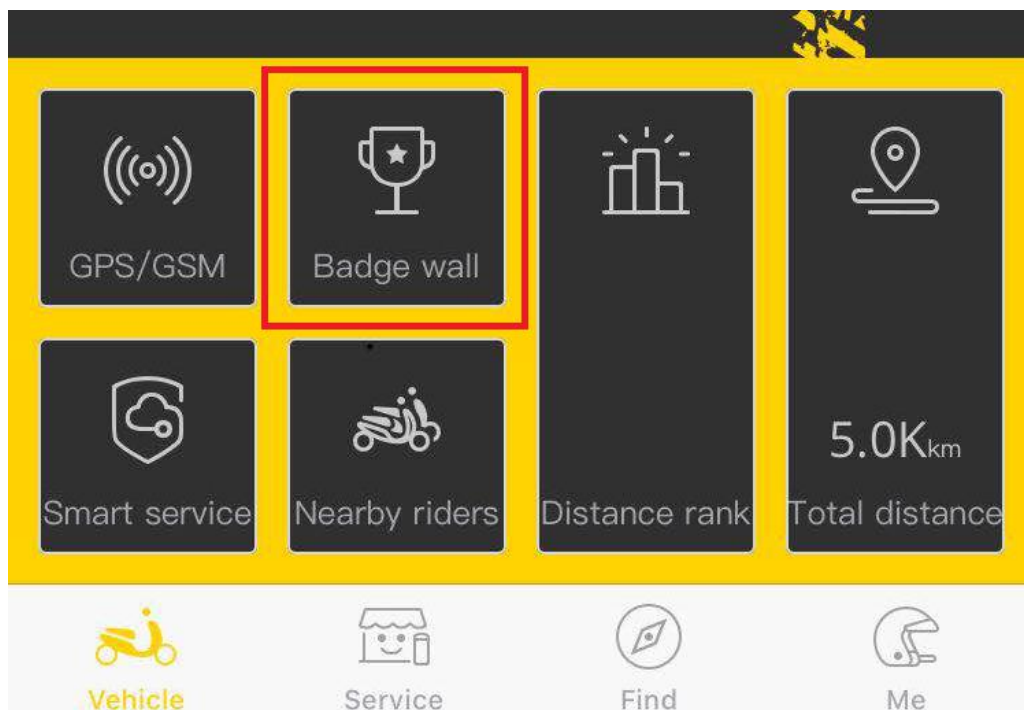 GPS/GSM
Badge wall
Smart service
Nearby riders
Distance rank
5.0Kkm
Total distance
Vehicle
Service
Find
Me